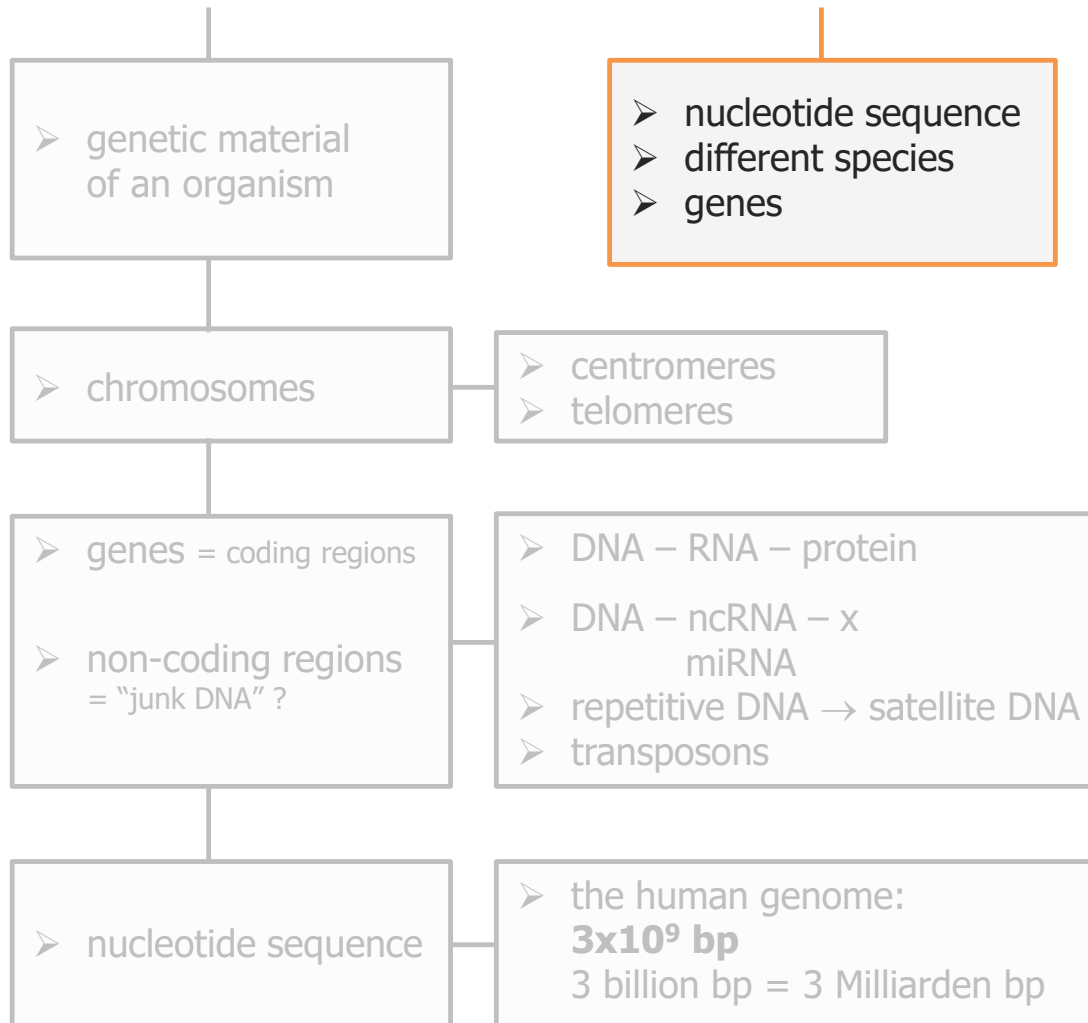 ➢ genetic material
of an organism
➢ nucleotide sequence
➢ different species
➢ genes
➢ chromosomes
➢ centromeres
➢ telomeres
➢ genes = coding regions
➢ non-coding regions
= “junk DNA” ?
➢ DNA – RNA – protein
➢ DNA – ncRNA – x
miRNA
➢ repetitive DNA → satellite DNA
➢ transposons
➢ nucleotide sequence
➢ the human genome:
3x10⁹ bp
3 billion bp = 3 Milliarden bp